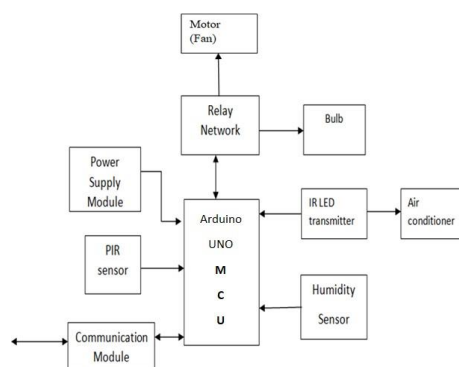 Motor
(Fan)
Relay
Network
Bulb
Power
Supply
Module
Arduino
UNO
M
C
U
IR LED
transmitter
Air
conditioner
PIR
sensor
Humidity
Sensor
Communication
Module